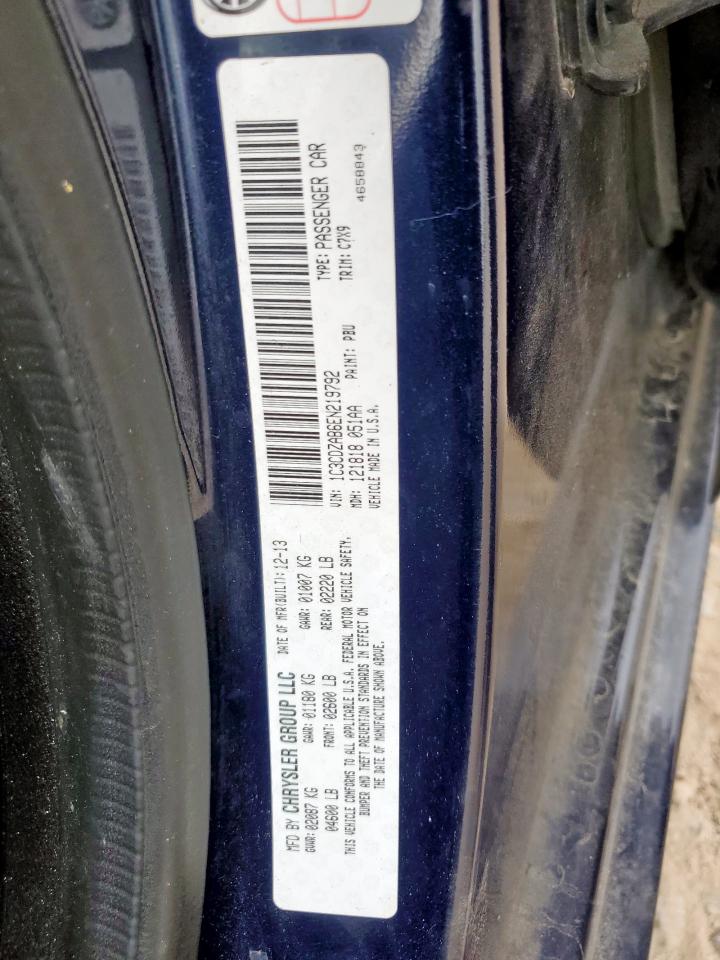 MFD BY CHRYSLER GROUP LLC
DATE OF MFR(BUILT): 12-13
GVWR: 02087 KG
GAWR: 01180 KG
GAWR: 01007 KG
04600 LB
FRONT: 02600 LB
REAR: 02220 LB
THIS VEHICLE CONFORMS TO ALL APPLICABLE U.S.A. FEDERAL MOTOR VEHICLE SAFETY,
BUMPER AND THEFT PREVENTION STANDARDS IN EFFECT ON
THE DATE OF MANUFACTURE SHOWN ABOVE.
VIN: 1C3CDZAB6EN219792
TYPE: PASSENGER CAR
MDH: 121818 051AA
PAINT: PBU
TRIM: C7X9
VEHICLE MADE IN U.S.A.
4658843